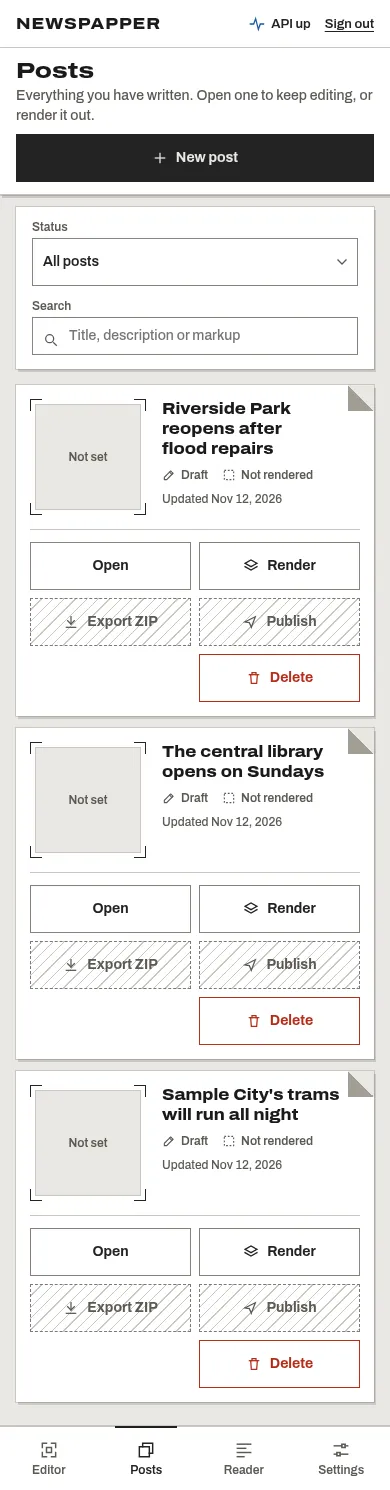 NEWSPAPPER
API up
Sign out
Posts
Everything you have written. Open one to keep editing, or
render it out.
New post
Status
All posts
Search
Title, description or markup
Not set
Riverside Park
reopens after
flood repairs
Draft
Not rendered
Updated Nov 12, 2026
Open
Render
Export ZIP
Publish
Delete
Not set
The central library
opens on Sundays
Draft
Not rendered
Updated Nov 12, 2026
Open
Render
Export ZIP
Publish
Delete
Not set
Sample City's trams
will run all night
Draft
Not rendered
Updated Nov 12, 2026
Open
Render
Export ZIP
Publish
Delete
Editor
Posts
Reader
Settings